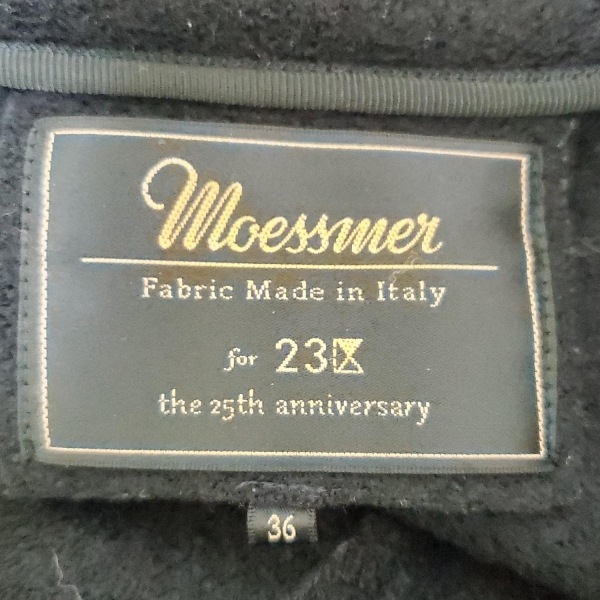 Moessmer
Fabric Made in Italy
for 23区
the 25th anniversary
36